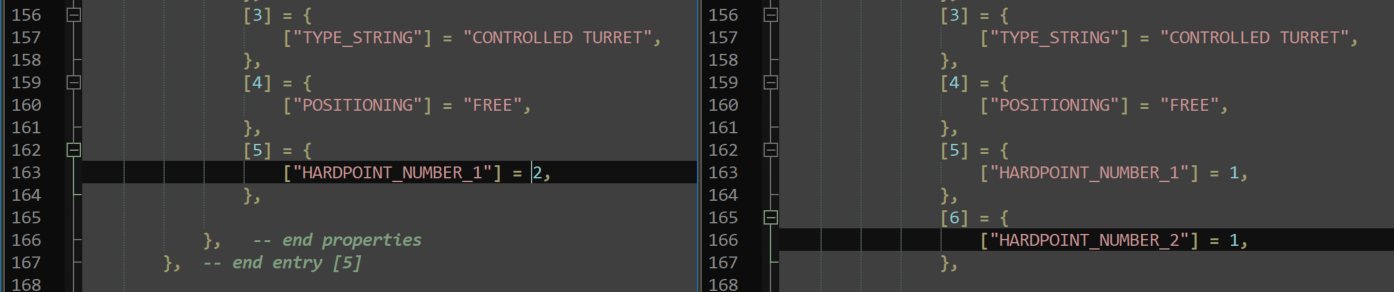 156 [3] = {
157 ["TYPE_STRING"] = "CONTROLLED TURRET",
158 },
159 [4] = {
160 ["POSITIONING"] = "FREE",
161 },
162 [5] = {
163 ["HARDPOINT_NUMBER_1"] = 2,
164 },
165
166 }, -- end properties
167 }, -- end entry [5]
168
156 [3] = {
157 ["TYPE_STRING"] = "CONTROLLED TURRET",
158 },
159 [4] = {
160 ["POSITIONING"] = "FREE",
161 },
162 [5] = {
163 ["HARDPOINT_NUMBER_1"] = 1,
164 },
165 [6] = {
166 ["HARDPOINT_NUMBER_2"] = 1,
167 },
168